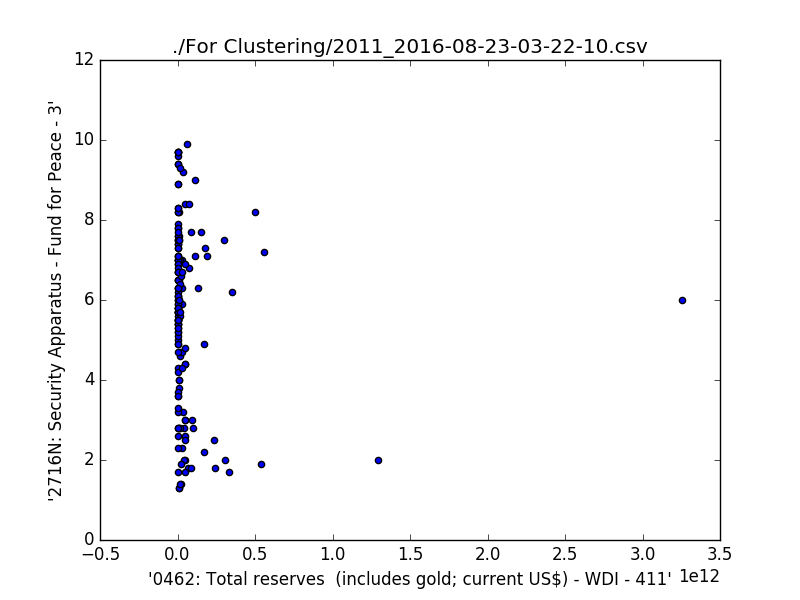 ./For Clustering/2011_2016-08-23-03-22-10.csv
12
10
8
6
4
2
0
'2716N: Security Apparatus - Fund for Peace - 3'
−0.5 0.0 0.5 1.0 1.5 2.0 2.5 3.0 3.5
1e12
'0462: Total reserves  (includes gold; current US$) - WDI - 411'